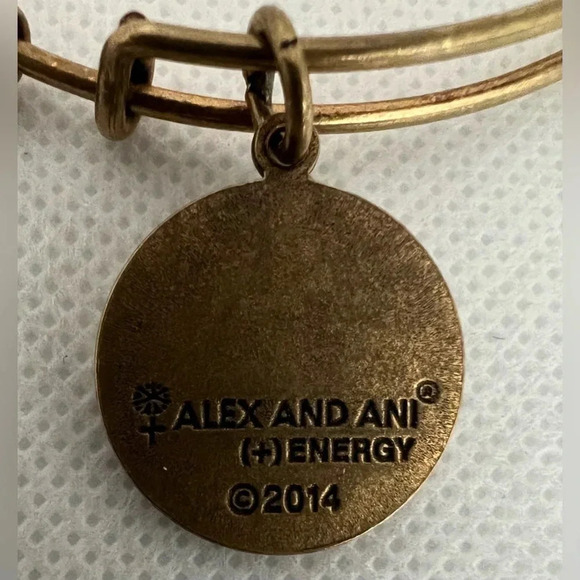 ALEX AND ANI®
(+) ENERGY
©2014